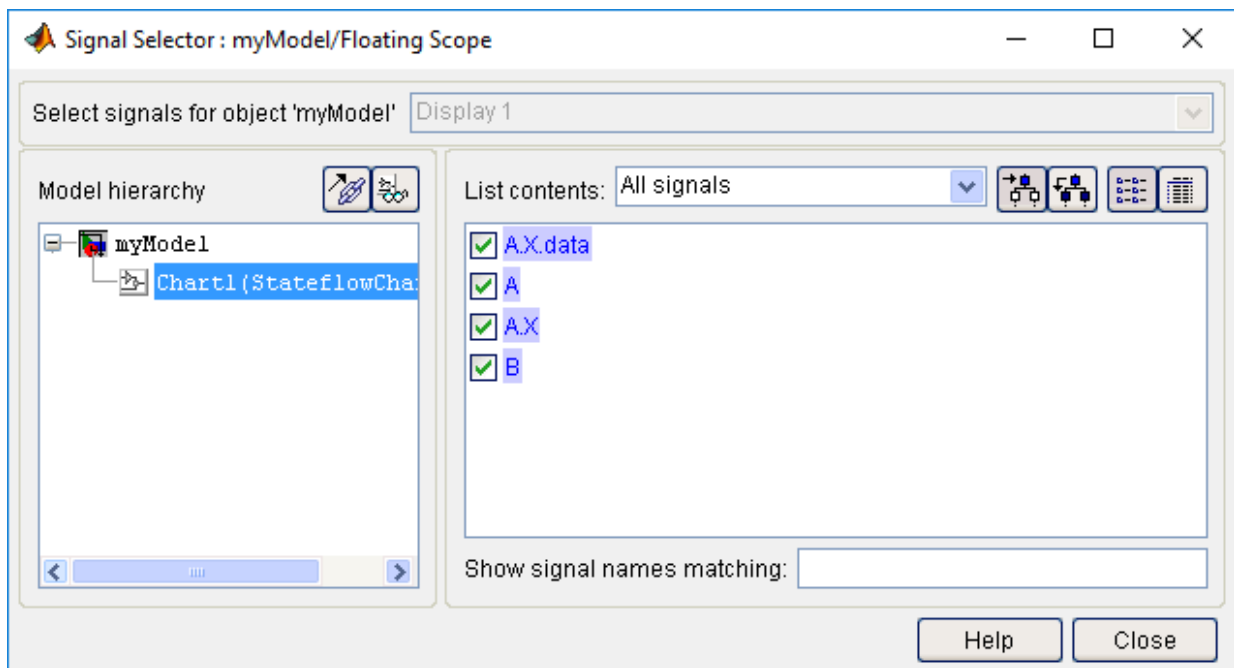 Signal Selector : myModel/Floating Scope
Select signals for object 'myModel' Display 1
Model hierarchy
myModel
Chart1(StateflowCha
List contents: All signals
A.X.data
A
A.X
B
Show signal names matching:
Help Close